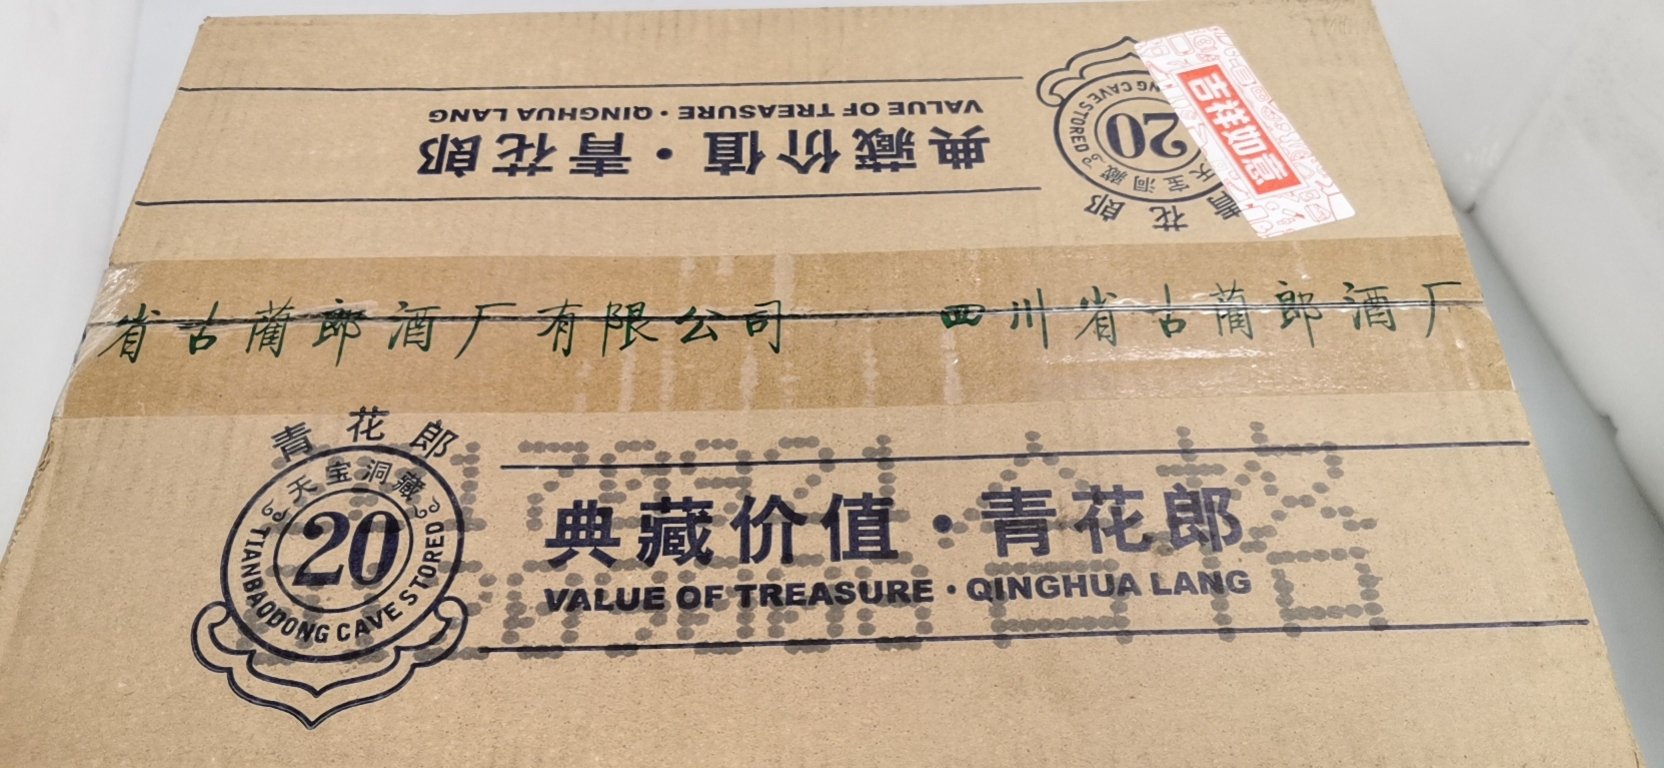 VALUE OF TREASURE·QINGHUA LANG
典藏价值·青花郎
NG CAVE STORED
20
宝洞藏
青花郎
吉祥如意
省古蔺郎酒厂有限公司 四川省古蔺郎酒厂
青花郎
天宝洞藏
20
TIANBAODONG CAVE STORED
典藏价值·青花郎
VALUE OF TREASURE·QINGHUA LANG